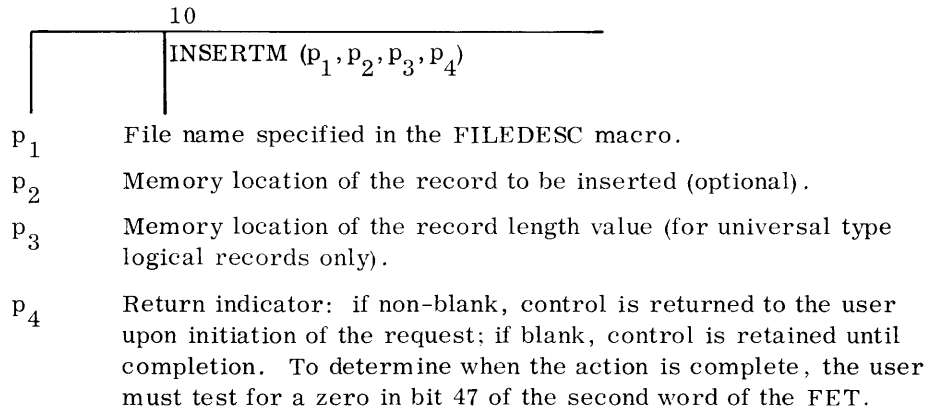 10
INSERTM (p1,p2,p3,p4)
p1 File name specified in the FILEDESC macro.
p2 Memory location of the record to be inserted (optional).
p3 Memory location of the record length value (for universal type
logical records only).
p4 Return indicator: if non-blank, control is returned to the user
upon initiation of the request; if blank, control is retained until
completion. To determine when the action is complete, the user
must test for a zero in bit 47 of the second word of the FET.